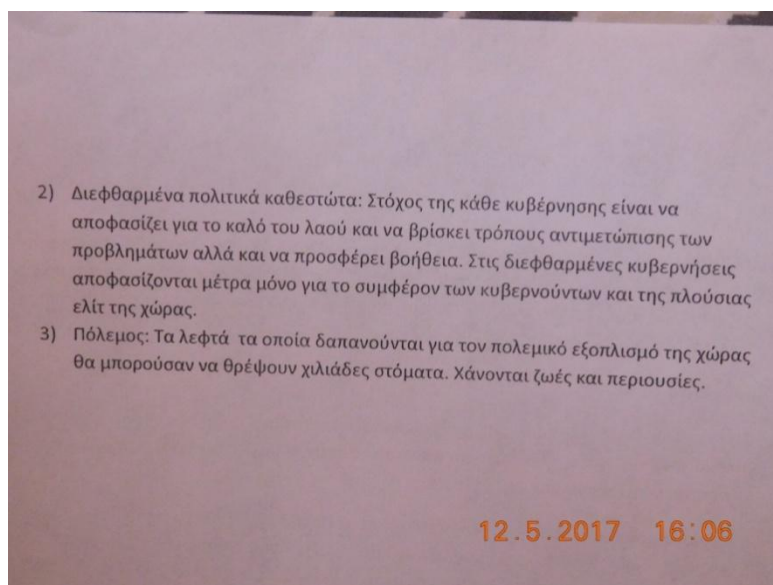 2) Διεφθαρμένα πολιτικά καθεστώτα: Στόχος της κάθε κυβέρνησης είναι να
αποφασίζει για το καλό του λαού και να βρίσκει τρόπους αντιμετώπισης των
προβλημάτων αλλά και να προσφέρει βοήθεια. Στις διεφθαρμένες κυβερνήσεις
αποφασίζονται μέτρα μόνο για το συμφέρον των κυβερνούντων και της πλούσιας
ελίτ της χώρας.
3) Πόλεμος: Τα λεφτά τα οποία δαπανούνται για τον πολεμικό εξοπλισμό της χώρας
θα μπορούσαν να θρέψουν χιλιάδες στόματα. Χάνονται ζωές και περιουσίες.
12.5.2017 16:06